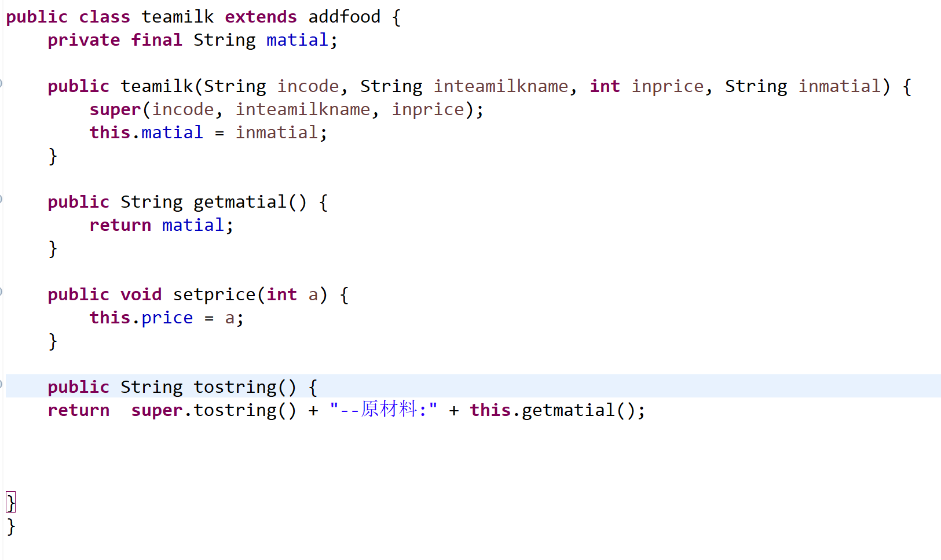 public class teamilk extends addfood {
private final String matial;
public teamilk(String incode, String inteamilkname, int inprice, String inmatial) {
super(incode, inteamilkname, inprice);
this.matial = inmatial;
}
public String getmatial() {
return matial;
}
public void setprice(int a) {
this.price = a;
}
public String tostring() {
return  super.tostring() + "--原材料:" + this.getmatial();
}
}